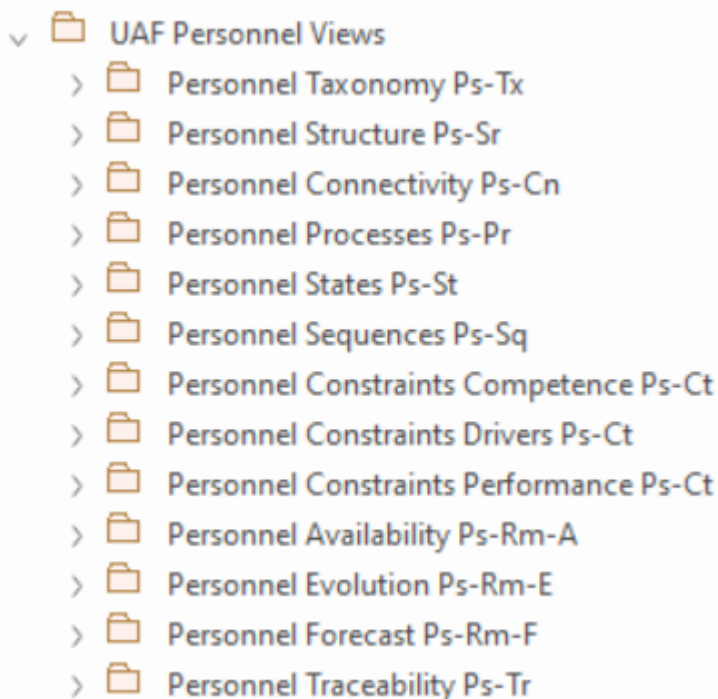 UAF Personnel Views
Personnel Taxonomy Ps-Tx
Personnel Structure Ps-Sr
Personnel Connectivity Ps-Cn
Personnel Processes Ps-Pr
Personnel States Ps-St
Personnel Sequences Ps-Sq
Personnel Constraints Competence Ps-Ct
Personnel Constraints Drivers Ps-Ct
Personnel Constraints Performance Ps-Ct
Personnel Availability Ps-Rm-A
Personnel Evolution Ps-Rm-E
Personnel Forecast Ps-Rm-F
Personnel Traceability Ps-Tr